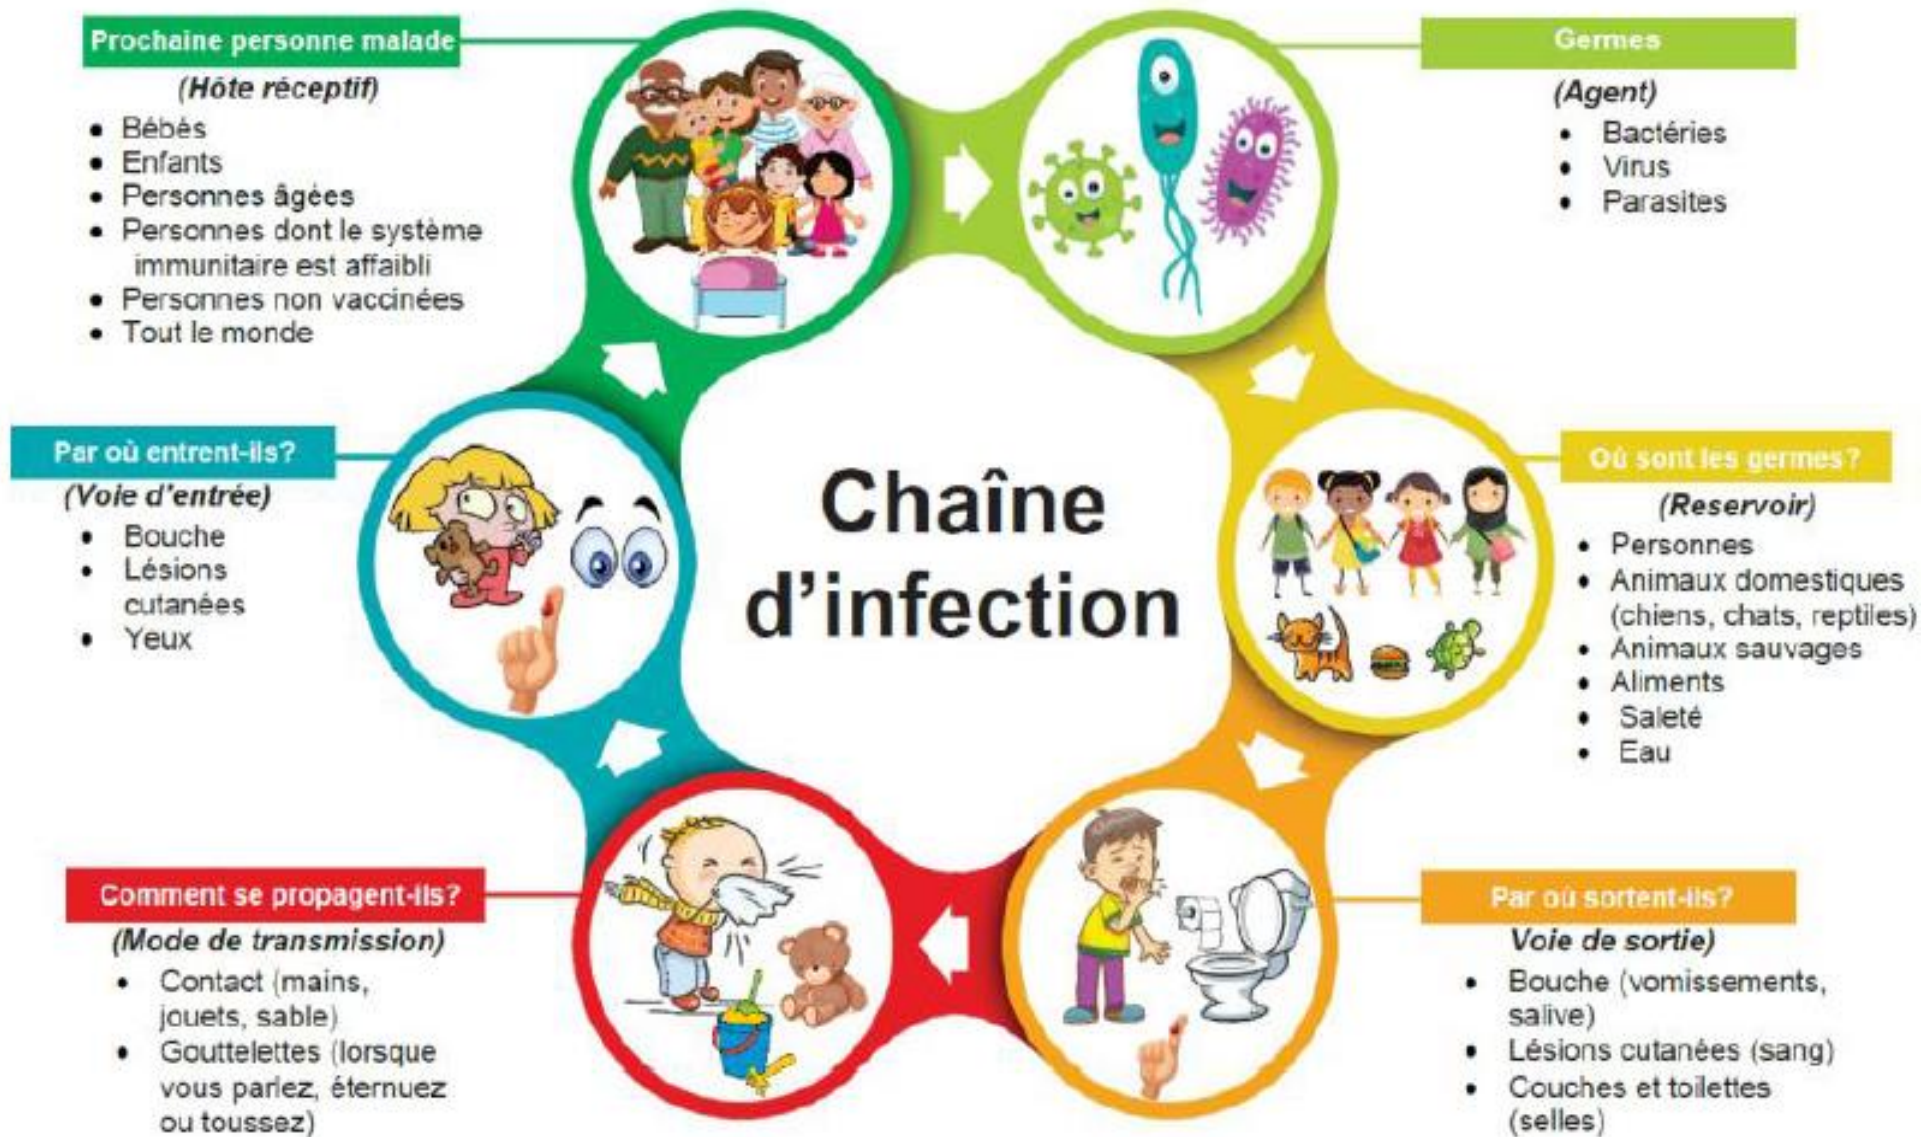 Prochaine personne malade
(Hôte réceptif)
• Bébés
• Enfants
• Personnes âgées
• Personnes dont le système
immunitaire est affaibli
• Personnes non vaccinées
• Tout le monde
Germes
(Agent)
• Bactéries
• Virus
• Parasites
Par où entrent-ils?
(Voie d'entrée)
• Bouche
• Lésions
cutanées
• Yeux
Chaîne
d'infection
Où sont les germes?
(Reservoir)
• Personnes
• Animaux domestiques
(chiens, chats, reptiles)
• Animaux sauvages
• Aliments
• Saleté
• Eau
Comment se propagent-ils?
(Mode de transmission)
• Contact (mains,
jouets, sable)
• Gouttelettes (lorsque
vous parlez, éternuez
ou toussez)
Par où sortent-ils?
Voie de sortie)
• Bouche (vomissements,
salive)
• Lésions cutanées (sang)
• Couches et toilettes
(selles)